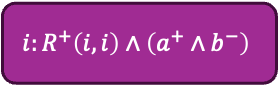 i: R⁺(i, i) ∧ (a⁺ ∧ b⁻)